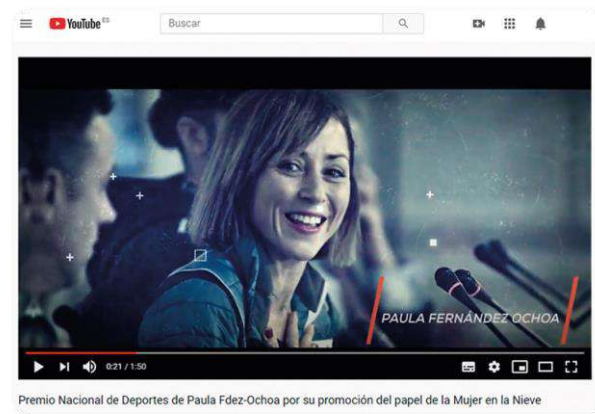 YouTube ES
Buscar
PAULA FERNÁNDEZ OCHOA
0:21 / 1:50
Premio Nacional de Deportes de Paula Fdez-Ochoa por su promoción del papel de la Mujer en la Nieve